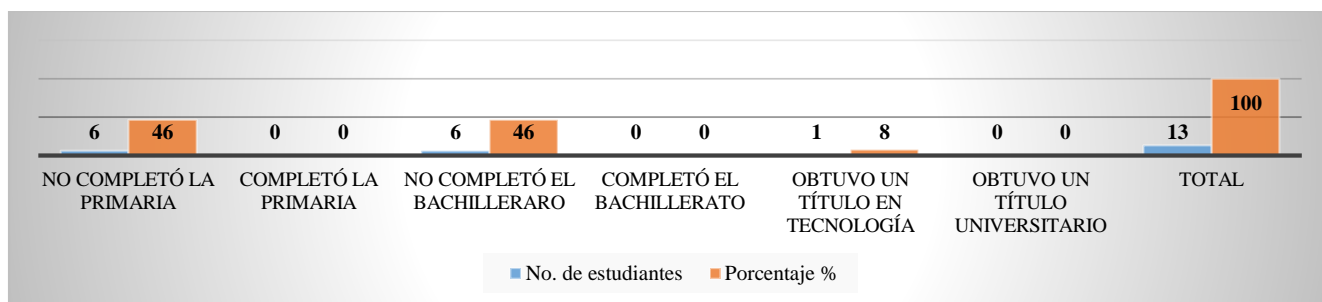 100
6 46 0 0 6 46 0 0 1 8 0 0 13
NO COMPLETÓ LA PRIMARIA
COMPLETÓ LA PRIMARIA
NO COMPLETÓ EL BACHILLERARO
COMPLETÓ EL BACHILLERATO
OBTUVO UN TÍTULO EN TECNOLOGÍA
OBTUVO UN TÍTULO UNIVERSITARIO
TOTAL
No. de estudiantes Porcentaje %